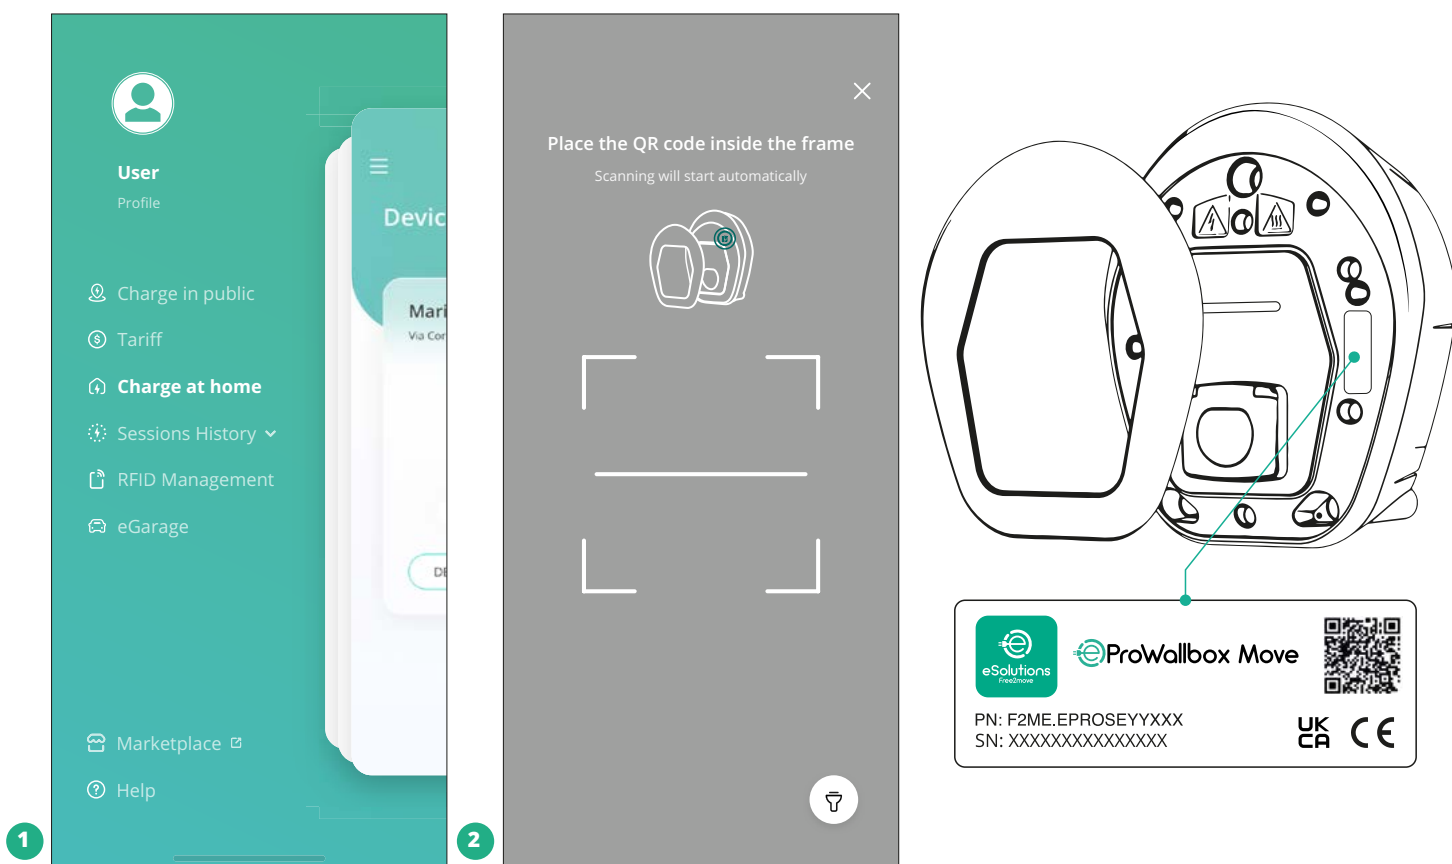 User
Profile
Charge in public
Tariff
Charge at home
Sessions History
RFID Management
eGarage
Marketplace
Help
Devic
Mari
Via Cor
DE
1
Place the QR code inside the frame
Scanning will start automatically
2
eSolutions
Free2move
eProWallbox Move
PN: F2ME.EPROSEYYXXX
SN: XXXXXXXXXXXXXXX
UK
CA
CE